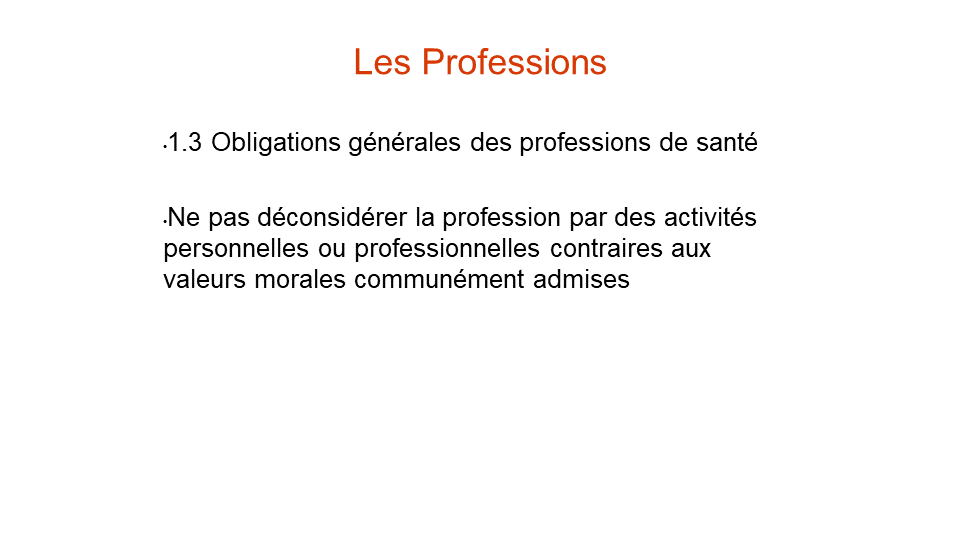 Les Professions
•1.3 Obligations générales des professions de santé
•Ne pas déconsidérer la profession par des activités
personnelles ou professionnelles contraires aux
valeurs morales communément admises